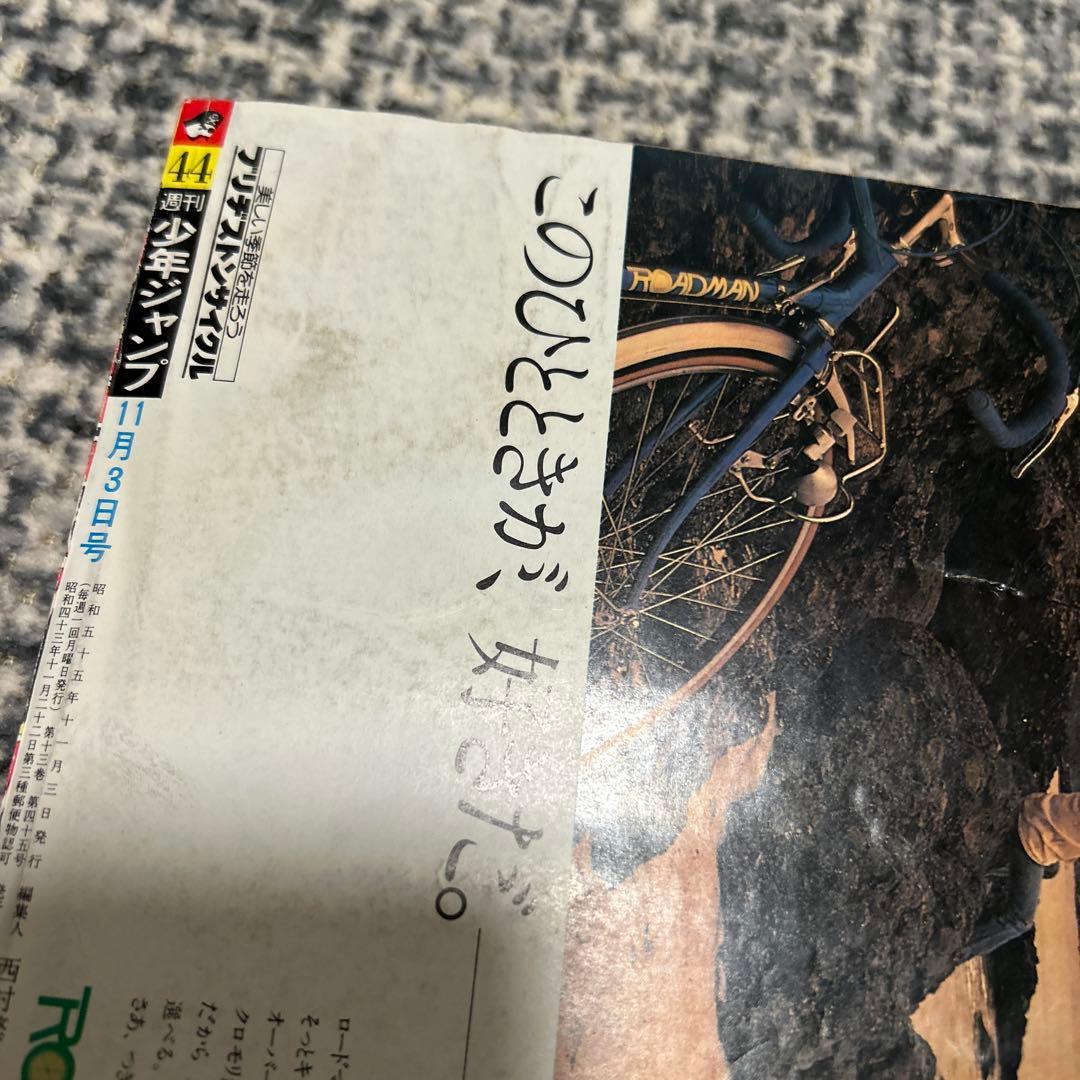 44
週刊
少年ジャンプ
11月3日号
昭和五十五年十一月三日発行
(毎週一回月曜日発行) 第十三巻 第四十五号 編集人
昭和四十三年十一月二十二日第三種郵便物認可
美しい季節を走ろう
ブリヂストンサイクル
このひとときが、好きだ。
ROADMAN
ロード
そっとキ
オーバー
クロモリ
だから
選べる。
さあ、つ
RO